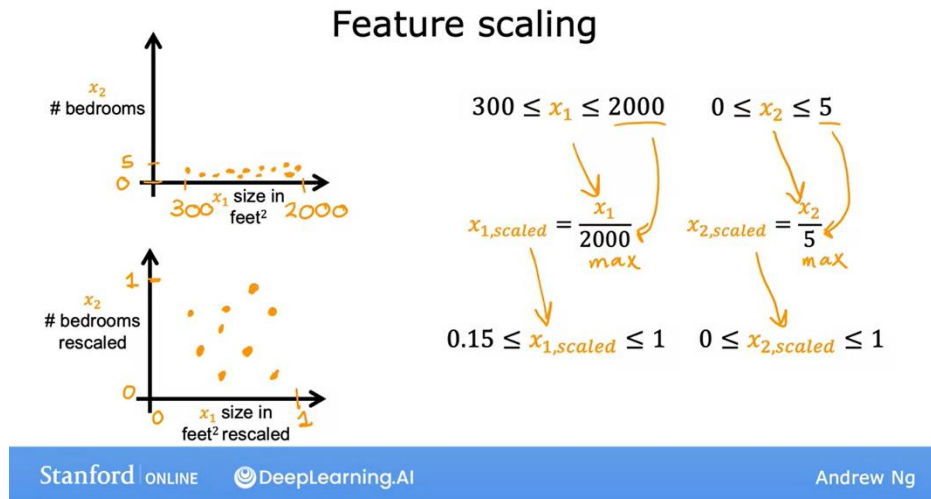 Feature scaling
x₂
# bedrooms
5
0
300
x₁ size in
feet²
2000
1
x₂
# bedrooms
rescaled
0
0
x₁ size in
feet² rescaled
1
300 ≤ x₁ ≤ 2000
0 ≤ x₂ ≤ 5
x₁,scaled = x₁/2000
max
x₂,scaled = x₂/5
max
0.15 ≤ x₁,scaled ≤ 1
0 ≤ x₂,scaled ≤ 1
Stanford ONLINE
DeepLearning.AI
Andrew Ng